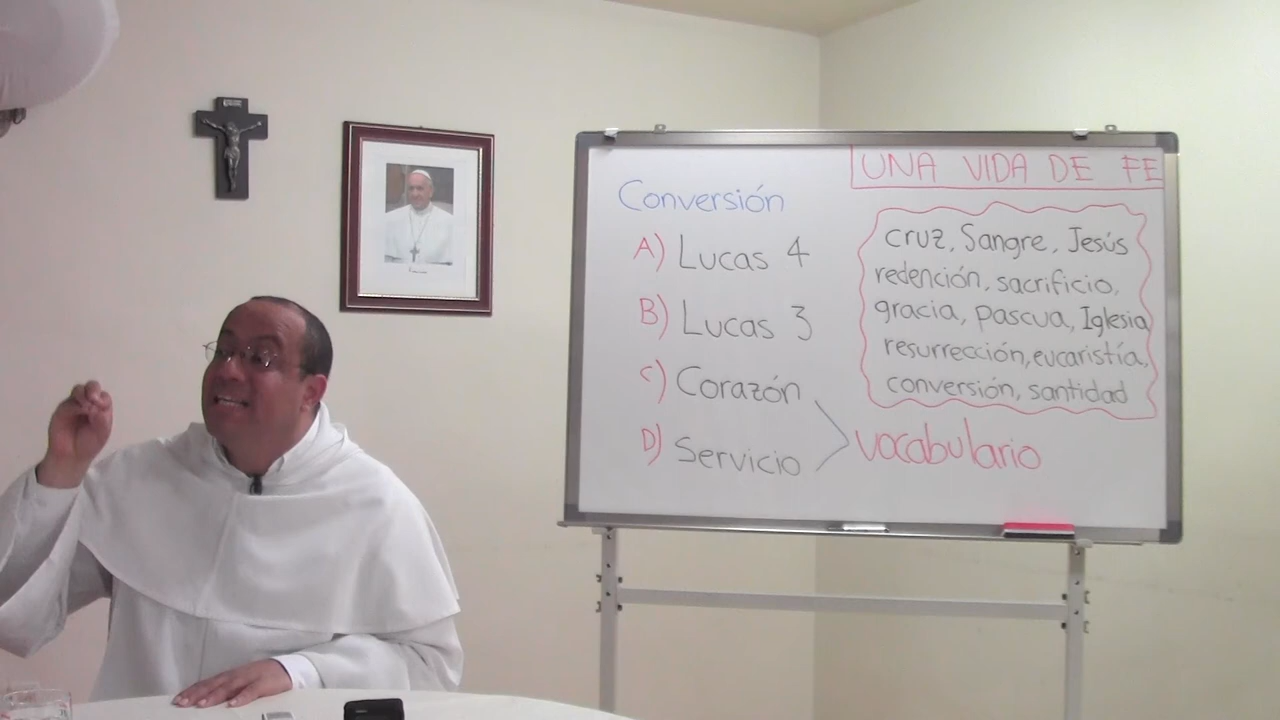 UNA VIDA DE FE
Conversión
A) Lucas 4
B) Lucas 3
C) Corazón
D) Servicio
cruz, Sangre, Jesús
redención, sacrificio,
gracia, pascua, Iglesia
resurrección, eucaristía,
conversión, santidad
vocabulario